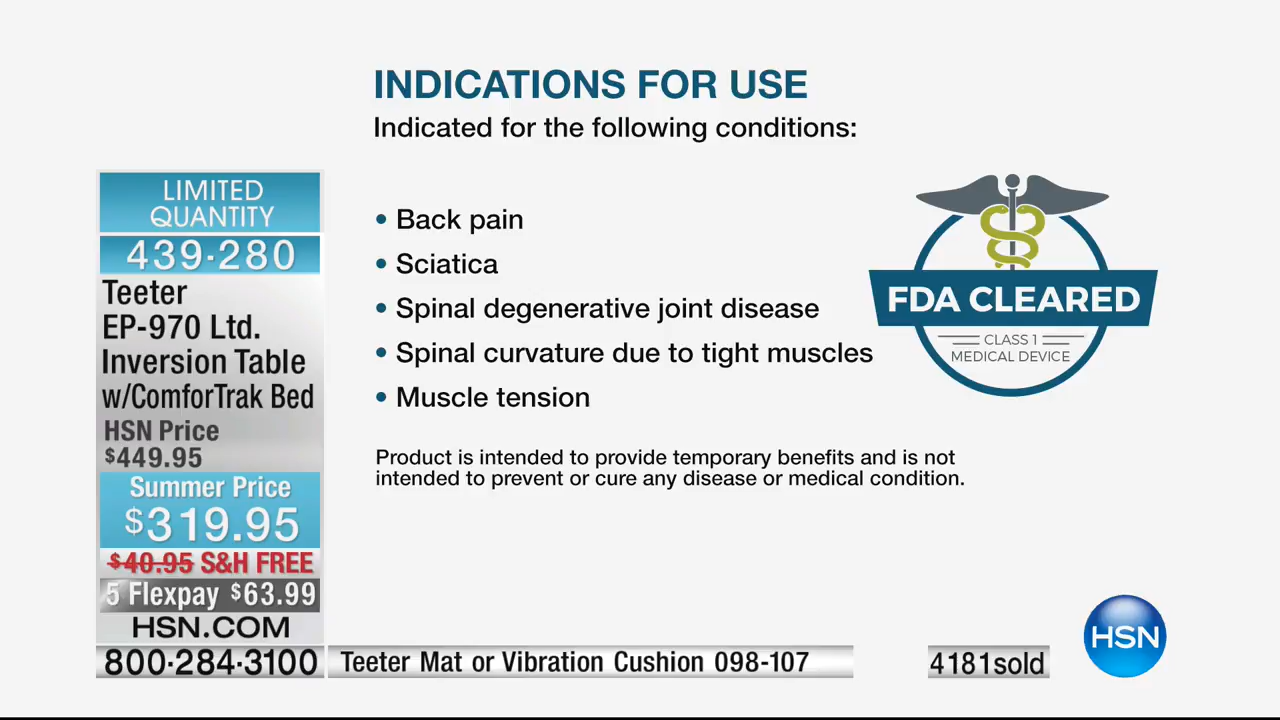 INDICATIONS FOR USE
Indicated for the following conditions:
• Back pain
• Sciatica
• Spinal degenerative joint disease
• Spinal curvature due to tight muscles
• Muscle tension
Product is intended to provide temporary benefits and is not
intended to prevent or cure any disease or medical condition.
FDA CLEARED
CLASS 1
MEDICAL DEVICE
LIMITED
QUANTITY
439·280
Teeter
EP-970 Ltd.
Inversion Table
w/ComforTrak Bed
HSN Price
$449.95
Summer Price
$319.95
$40.95 S&H FREE
5 Flexpay $63.99
HSN.COM
800·284·3100
Teeter Mat or Vibration Cushion 098-107
4181sold
HSN